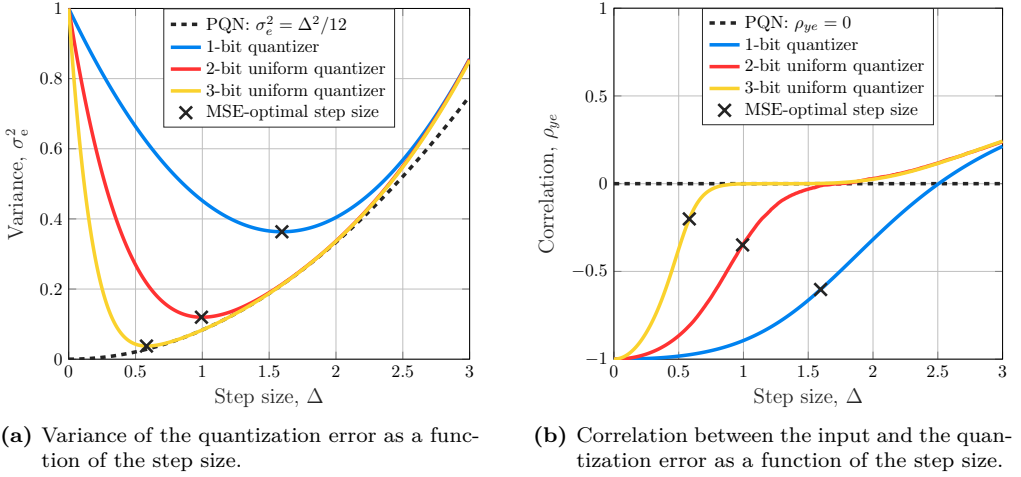 PQN: σ_e^2 = Δ^2/12
1-bit quantizer
2-bit uniform quantizer
3-bit uniform quantizer
MSE-optimal step size
Variance, σ_e^2
1
0.8
0.6
0.4
0.2
0
0 0.5 1 1.5 2 2.5 3
Step size, Δ
(a) Variance of the quantization error as a func-
tion of the step size.
PQN: ρ_ye = 0
1-bit quantizer
2-bit uniform quantizer
3-bit uniform quantizer
MSE-optimal step size
Correlation, ρ_ye
1
0.5
0
−0.5
−1
0 0.5 1 1.5 2 2.5 3
Step size, Δ
(b) Correlation between the input and the quan-
tization error as a function of the step size.